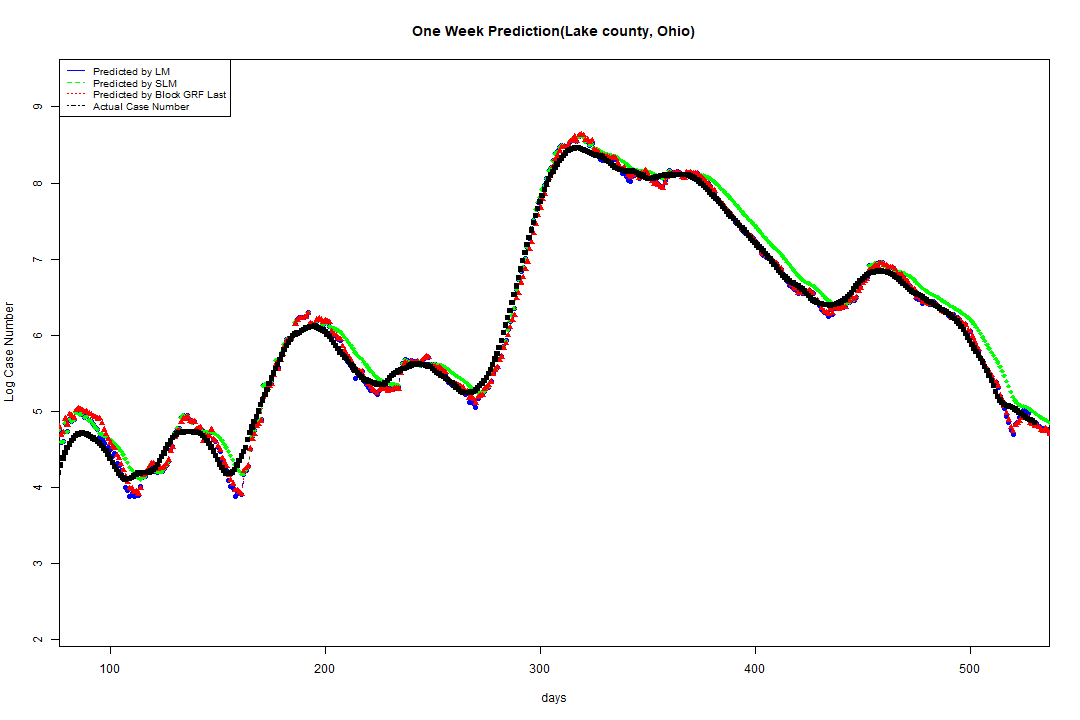 One Week Prediction(Lake county, Ohio)
Predicted by LM
Predicted by SLM
Predicted by Block GRF Last
Actual Case Number
Log Case Number
9
8
7
6
5
4
3
2
100 200 300 400 500
days